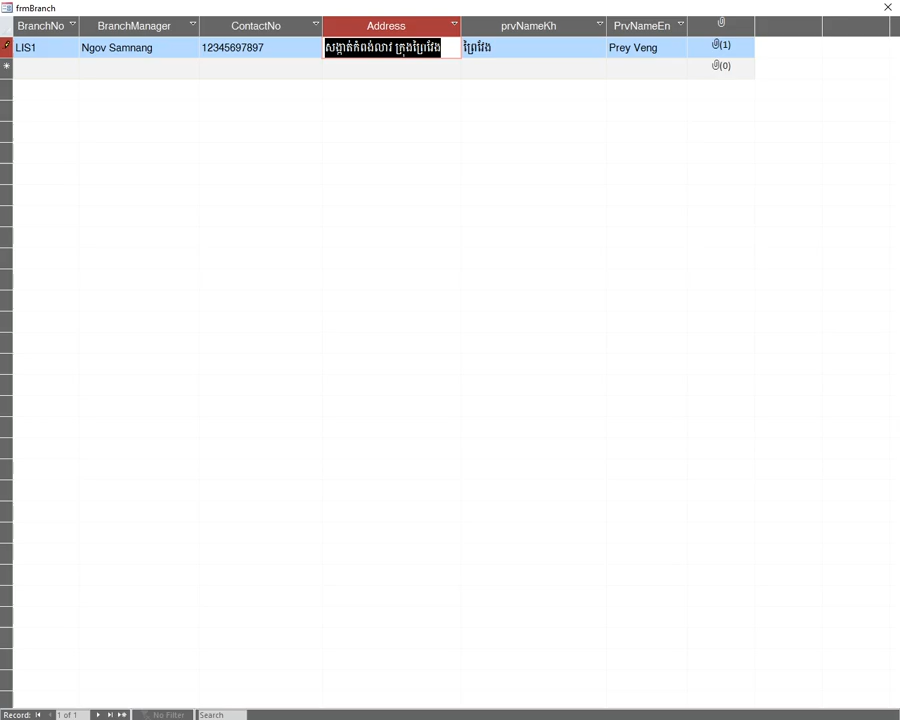 frmBranch
BranchNo BranchManager ContactNo Address prvNameKh PrvNameEn
LIS1 Ngov Samnang 12345697897 សង្កាត់កំពង់លាវ ក្រុងព្រៃវែង ព្រៃវែង Prey Veng (1)
(0)
Record: 1 of 1 No Filter Search